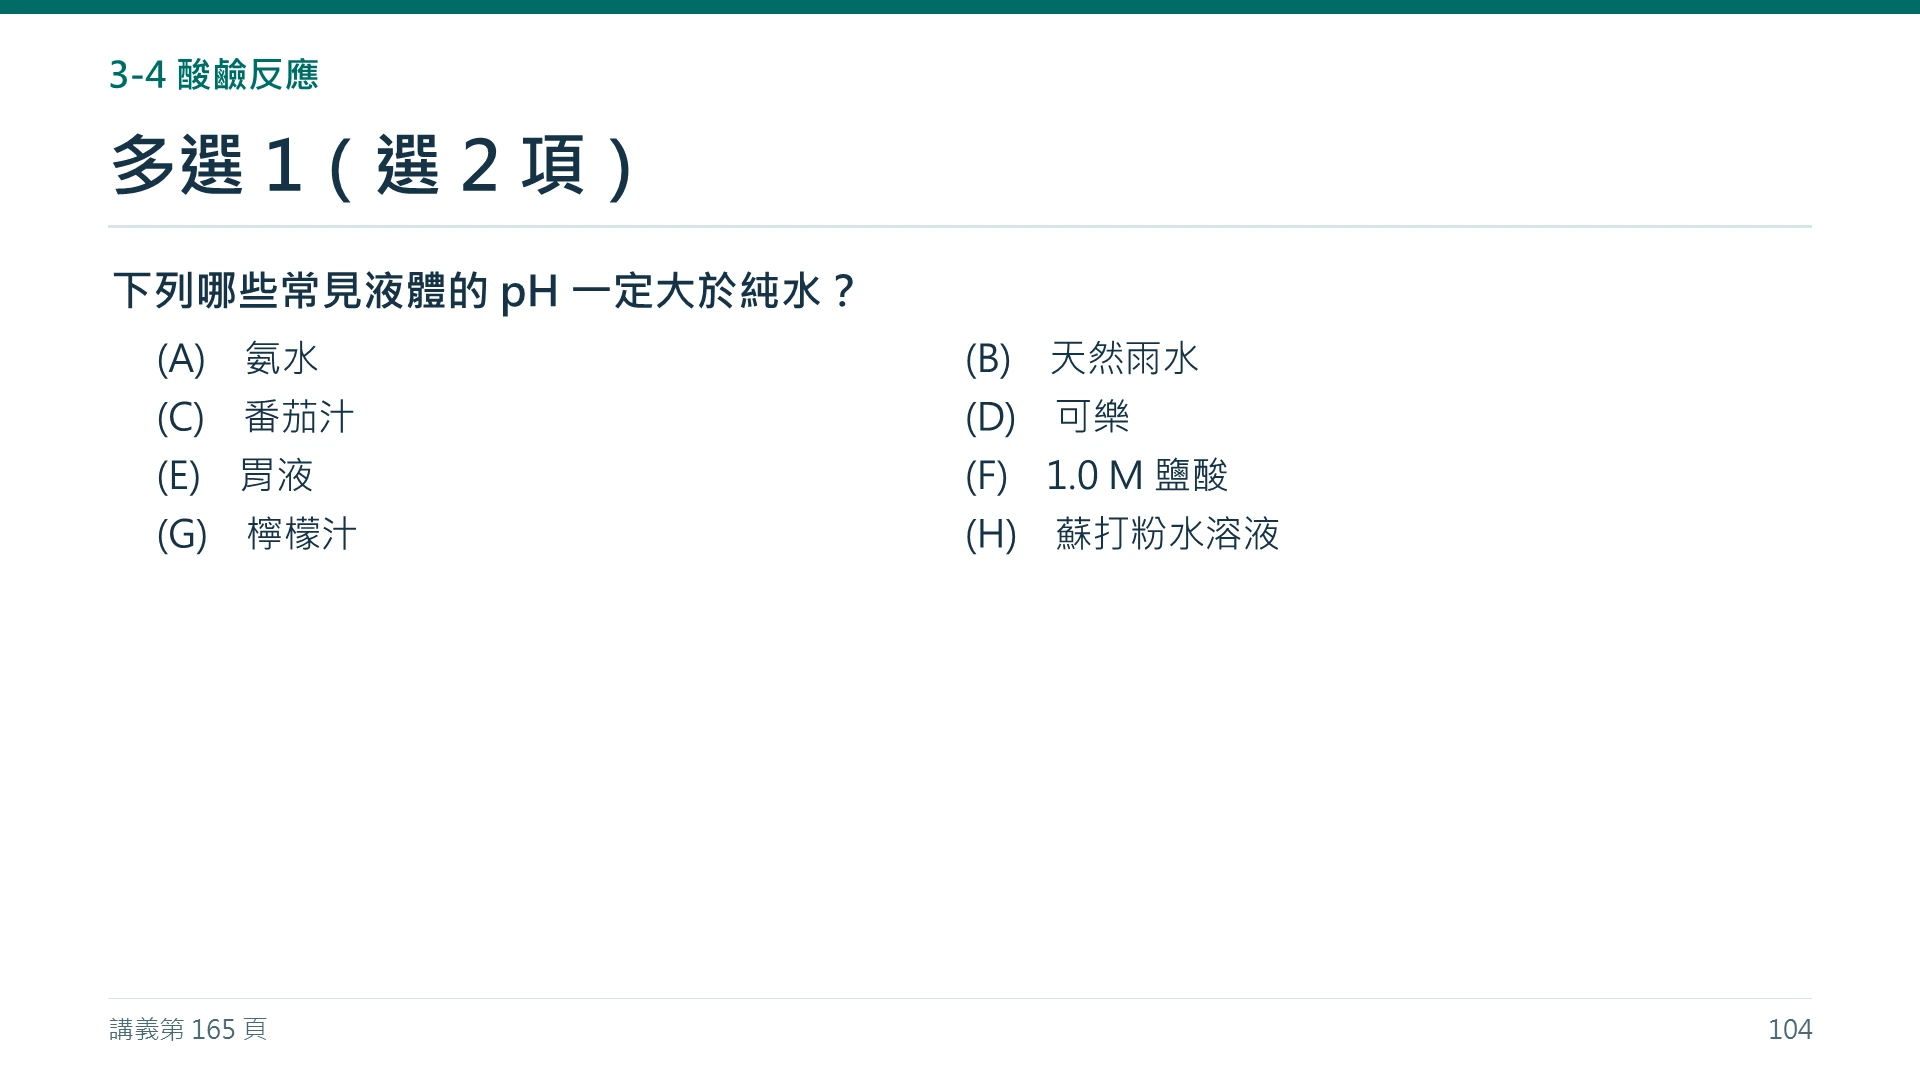 3-4 酸鹼反應
多選 1（選 2 項）
下列哪些常見液體的 pH 一定大於純水？
(A) 氨水
(B) 天然雨水
(C) 番茄汁
(D) 可樂
(E) 胃液
(F) 1.0 M 鹽酸
(G) 檸檬汁
(H) 蘇打粉水溶液
講義第 165 頁
104